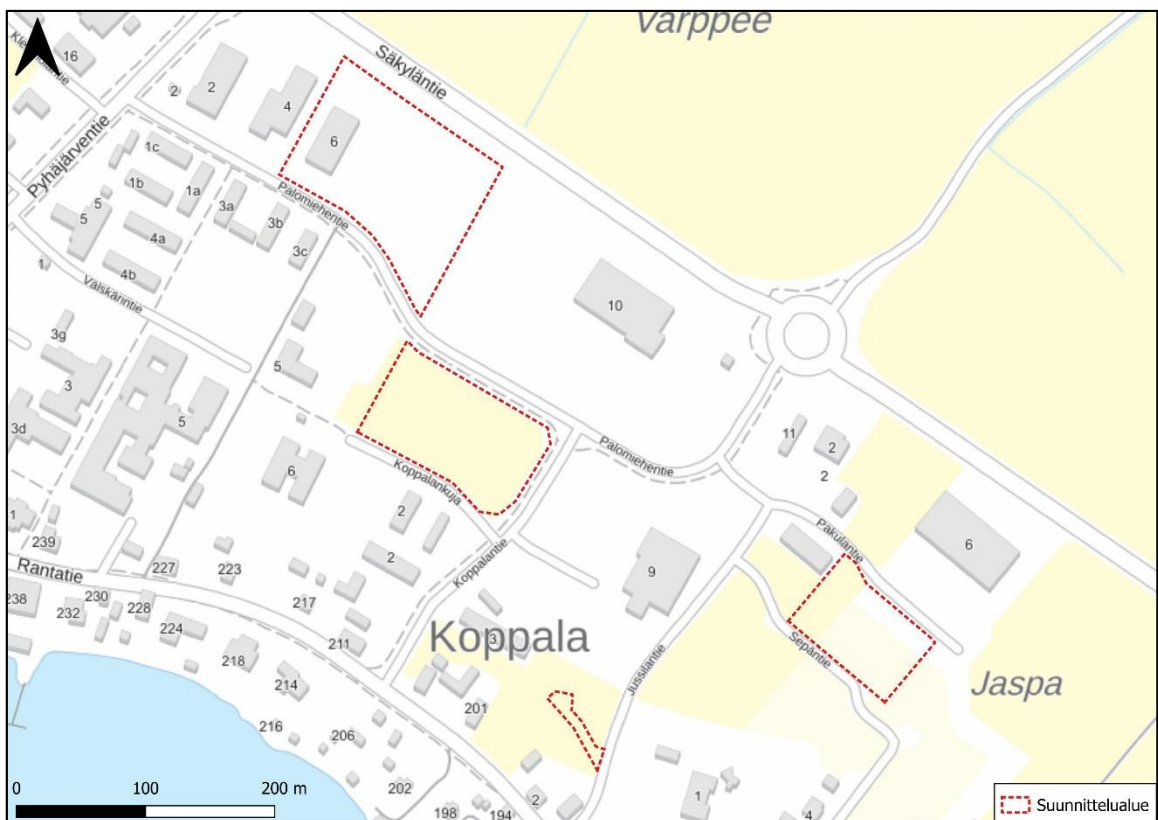 Varppee
Säkyläntie
16
2
2
4
6
Pyhäjärventie
1c
1b
1a
5
5
3a
3b
3c
4a
4b
Palomiehentie
1
Välskärintie
10
3g
3
3d
5
5
6
Koppalankuja
2
2
Palomiehentie
11
2
2
Pakulantie
6
9
1
239
Rantatie
227
223
217
211
Koppalantie
238
232
230
228
224
218
214
216
206
202
198
194
Koppala
3
201
2
Jussilantie
Sepäntie
Jaspa
1
4
0 100 200 m
Suunnittelualue